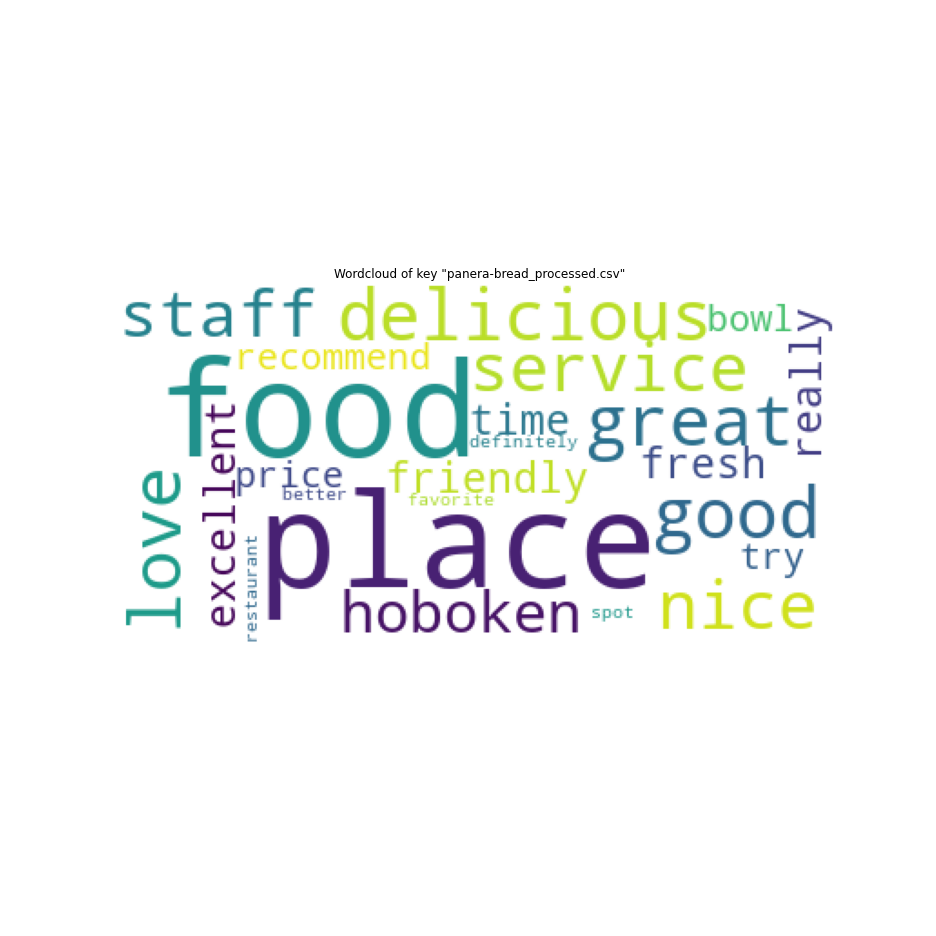 Wordcloud of key "panera-bread_processed.csv"
staff
delicious
bowl
really
recommend
service
food
time
great
definitely
excellent
price
friendly
fresh
better
favorite
love
place
good
restaurant
try
hoboken
spot
nice